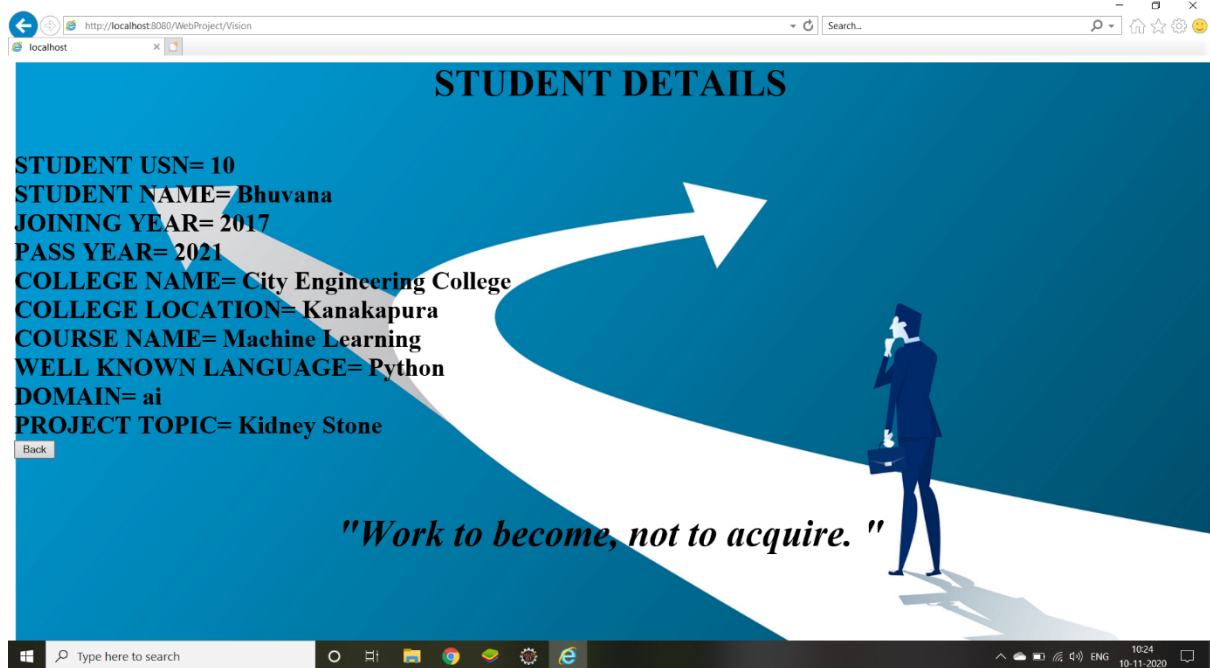 http://localhost:8080/WebProject/Vision
Search...
localhost
STUDENT DETAILS
STUDENT USN= 10
STUDENT NAME= Bhuvana
JOINING YEAR= 2017
PASS YEAR= 2021
COLLEGE NAME= City Engineering College
COLLEGE LOCATION= Kanakapura
COURSE NAME= Machine Learning
WELL KNOWN LANGUAGE= Python
DOMAIN= ai
PROJECT TOPIC= Kidney Stone
Back
"Work to become, not to acquire. "
Type here to search
ENG
10:24
10-11-2020